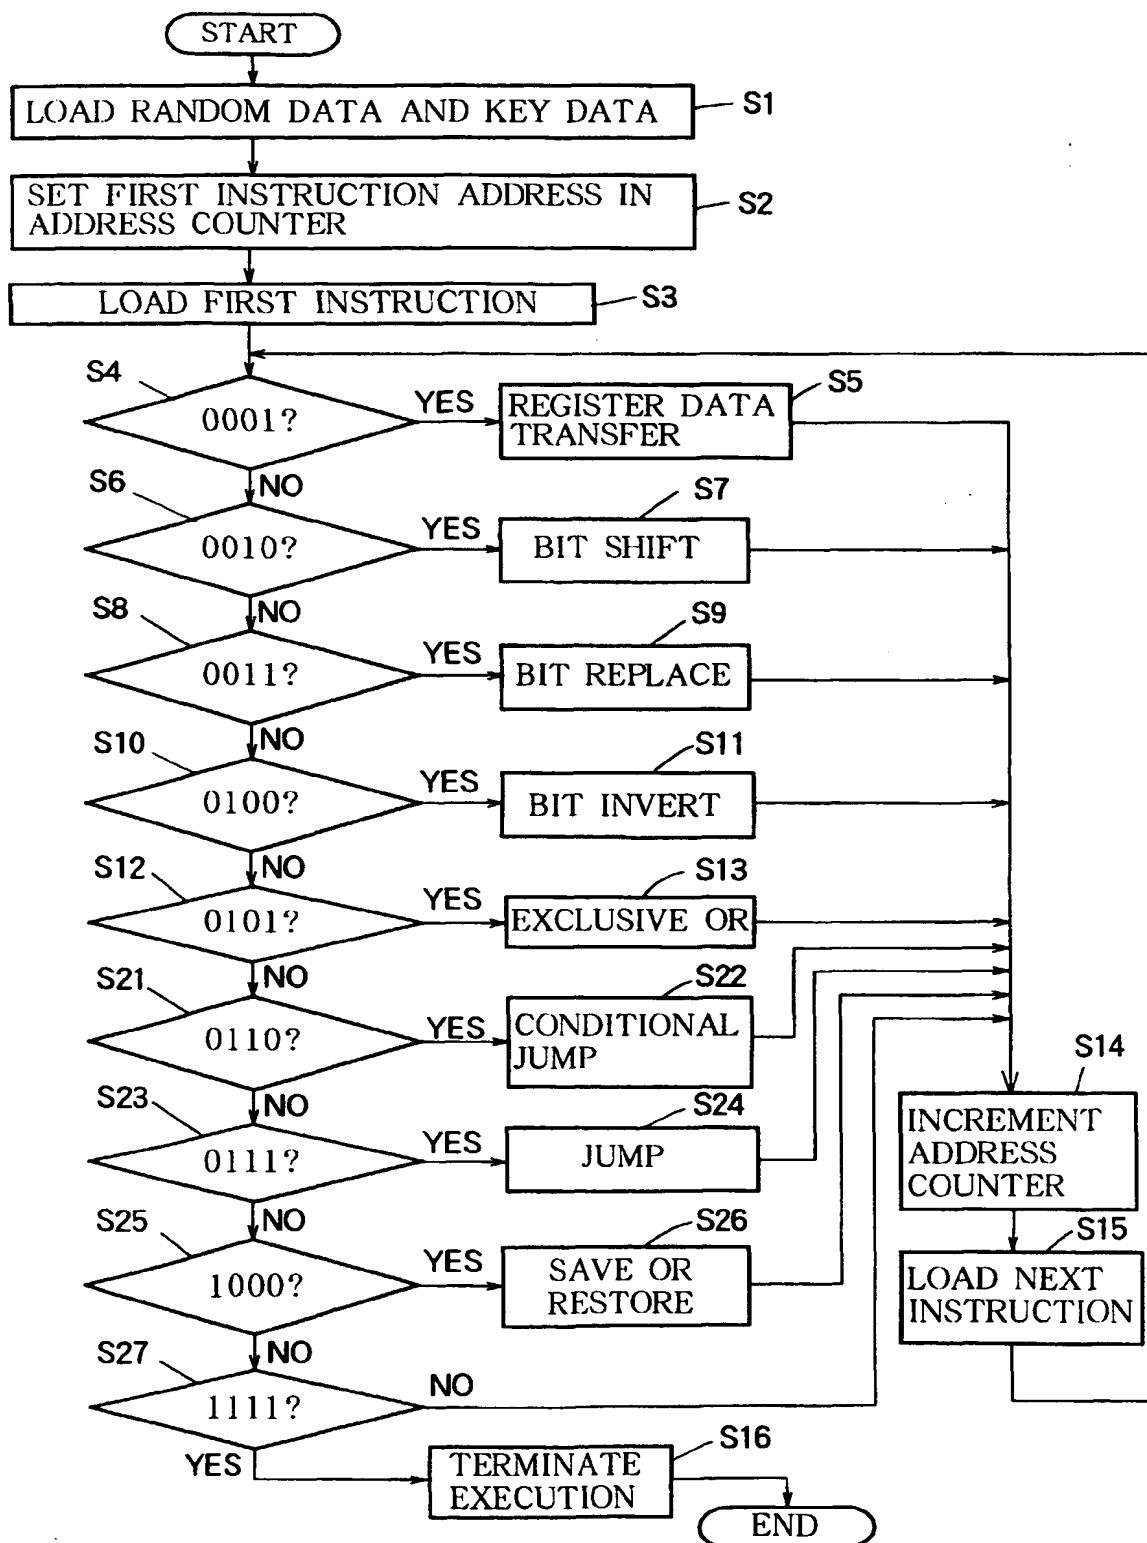 START
LOAD RANDOM DATA AND KEY DATA
S1
SET FIRST INSTRUCTION ADDRESS IN
ADDRESS COUNTER
S2
LOAD FIRST INSTRUCTION
S3
S4
0001?
YES
REGISTER DATA
TRANSFER
S5
NO
S6
0010?
YES
BIT SHIFT
S7
NO
S8
0011?
YES
BIT REPLACE
S9
NO
S10
0100?
YES
BIT INVERT
S11
NO
S12
0101?
YES
EXCLUSIVE OR
S13
NO
S21
0110?
YES
CONDITIONAL
JUMP
S22
NO
S23
0111?
YES
JUMP
S24
NO
S25
1000?
YES
SAVE OR
RESTORE
S26
NO
S27
1111?
NO
YES
S14
INCREMENT
ADDRESS
COUNTER
S15
LOAD NEXT
INSTRUCTION
TERMINATE
EXECUTION
S16
END